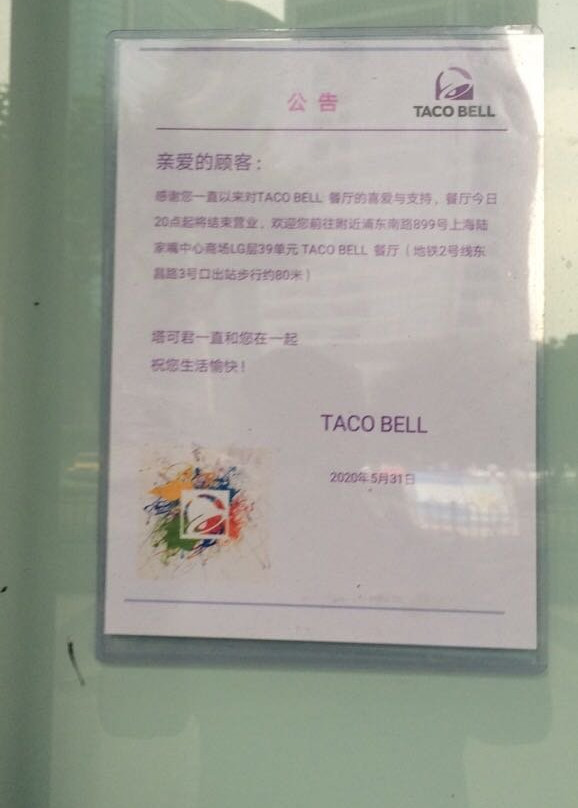 公告
TACO BELL
亲爱的顾客：
感谢您一直以来对TACO BELL 餐厅的喜爱与支持，餐厅今日
20点起将结束营业，欢迎您前往附近浦东南路899号上海陆
家嘴中心商场LG层39单元 TACO BELL 餐厅（地铁2号线东
昌路3号口出站步行约80米）
塔可君一直和您在一起
祝您生活愉快！
TACO BELL
2020年5月31日